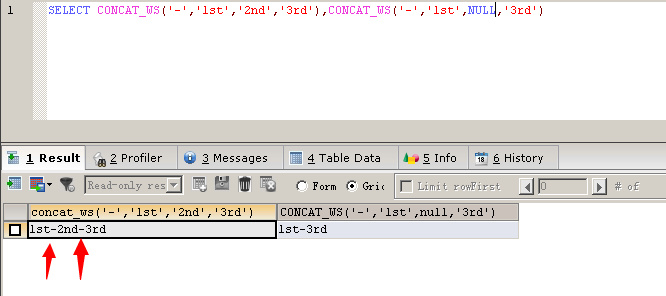 1
SELECT CONCAT_WS('-','1st','2nd','3rd'),CONCAT_WS('-','1st',NULL,'3rd')
1 Result
2 Profiler
3 Messages
4 Table Data
5 Info
6 History
Read-only res
Form
Gric
Limit rowFirst
0
# of
concat_ws('-','1st','2nd','3rd')
CONCAT_WS('-','1st',null,'3rd')
1st-2nd-3rd
1st-3rd